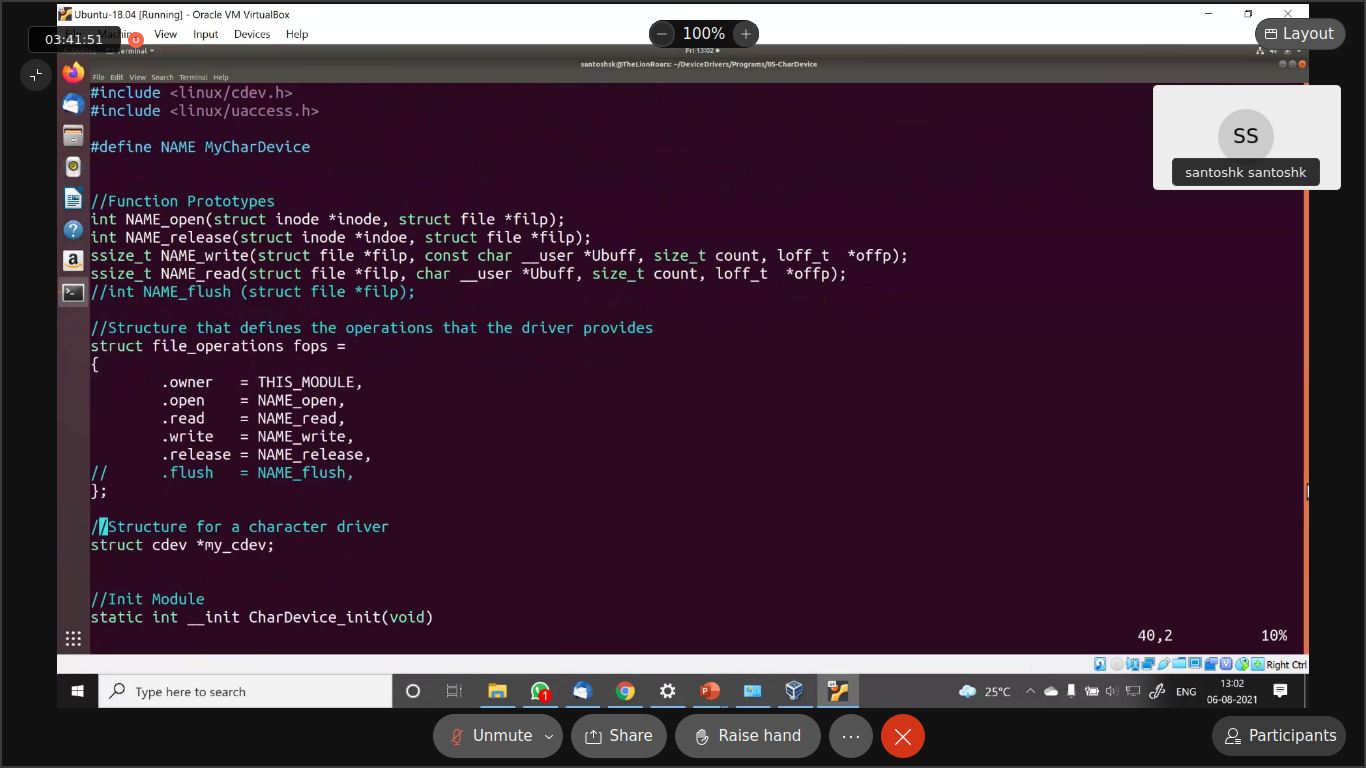 Ubuntu-18.04 [Running] - Oracle VM VirtualBox
03:41:51
View Input Devices Help
100%
Layout
Terminal
Fri 13:02
santoshsk@TheLionRoars: ~/DeviceDrivers/Programs/05-CharDevice
File Edit View Search Terminal Help
#include <linux/cdev.h>
#include <linux/uaccess.h>
#define NAME MyCharDevice
//Function Prototypes
int NAME_open(struct inode *inode, struct file *filp);
int NAME_release(struct inode *indoe, struct file *filp);
ssize_t NAME_write(struct file *filp, const char __user *Ubuff, size_t count, loff_t  *offp);
ssize_t NAME_read(struct file *filp, char __user *Ubuff, size_t count, loff_t  *offp);
//int NAME_flush (struct file *filp);
//Structure that defines the operations that the driver provides
struct file_operations fops =
{
        .owner   = THIS_MODULE,
        .open    = NAME_open,
        .read    = NAME_read,
        .write   = NAME_write,
        .release = NAME_release,
//      .flush   = NAME_flush,
};
//Structure for a character driver
struct cdev *my_cdev;
//Init Module
static int __init CharDevice_init(void)
40,2 10%
SS
santoshk santoshk
Right Ctrl
Type here to search
1
25°C
ENG
13:02
06-08-2021
Unmute
Share
Raise hand
Participants